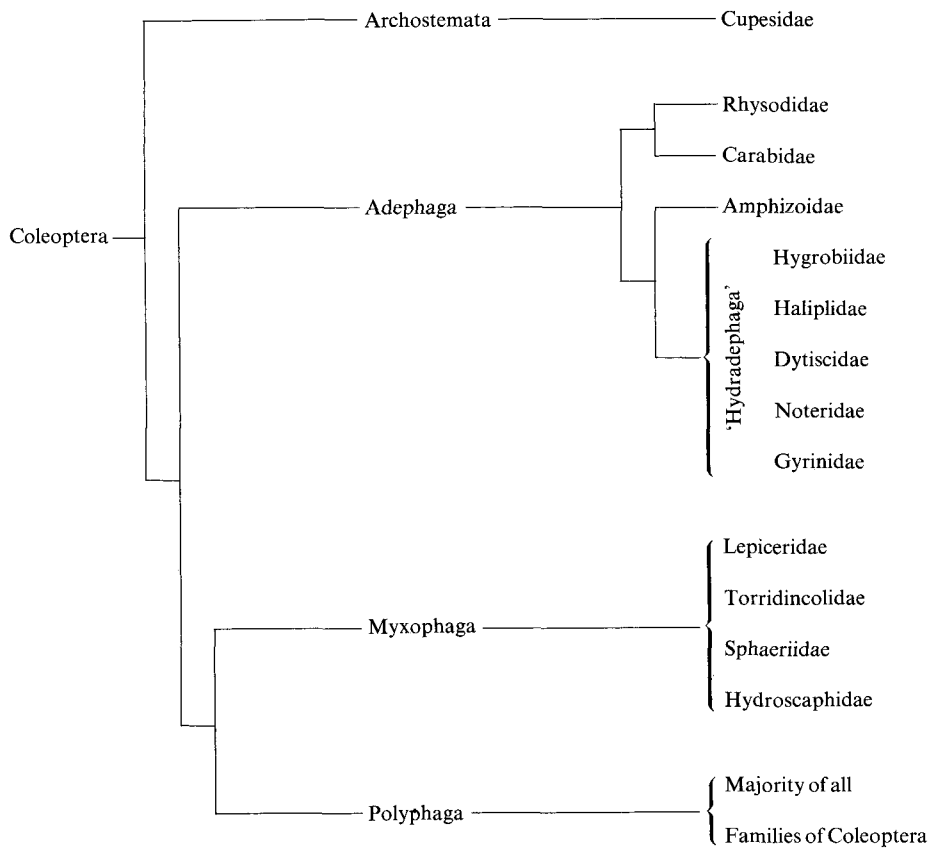 Archostemata
Cupesidae
Rhysodidae
Carabidae
Adephaga
Amphizoidae
Coleoptera
'Hydradephaga'
Hygrobiidae
Haliplidae
Dytiscidae
Noteridae
Gyrinidae
Lepiceridae
Torridincolidae
Myxophaga
Sphaeriidae
Hydroscaphidae
Majority of all
Polyphaga
Families of Coleoptera